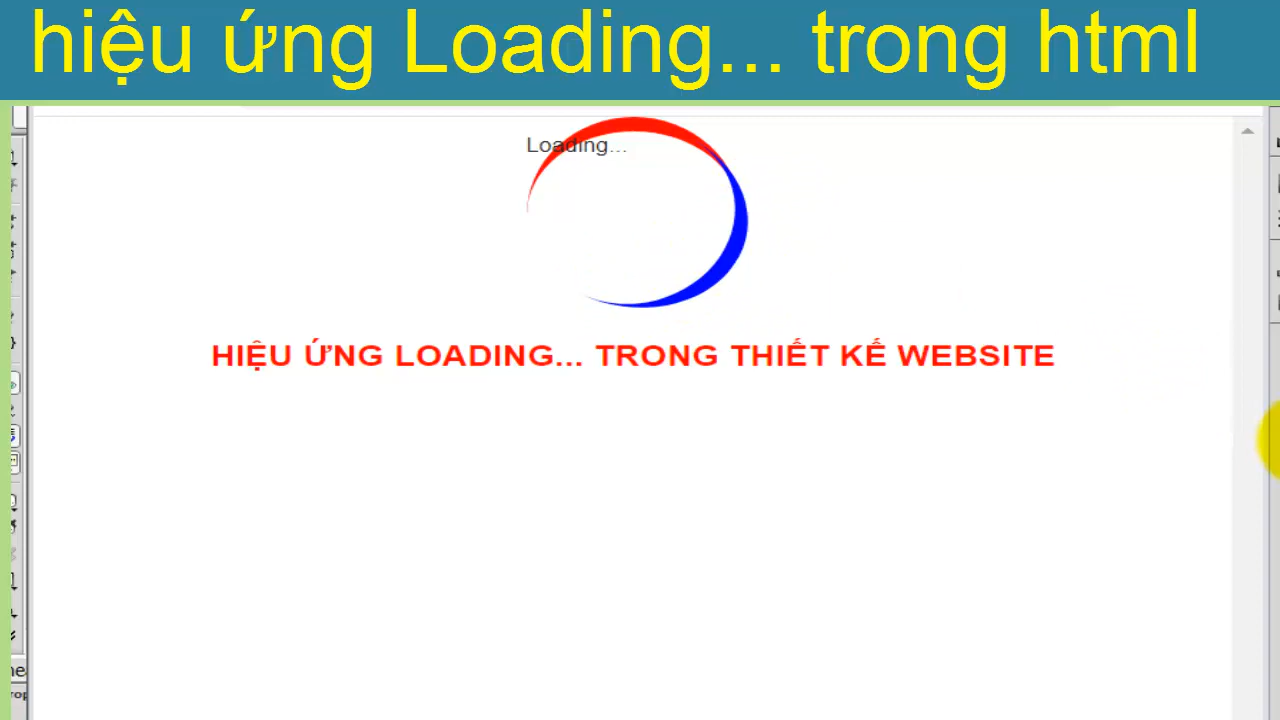 hiệu ứng Loading... trong html
Loading...
HIỆU ỨNG LOADING... TRONG THIẾT KẾ WEBSITE